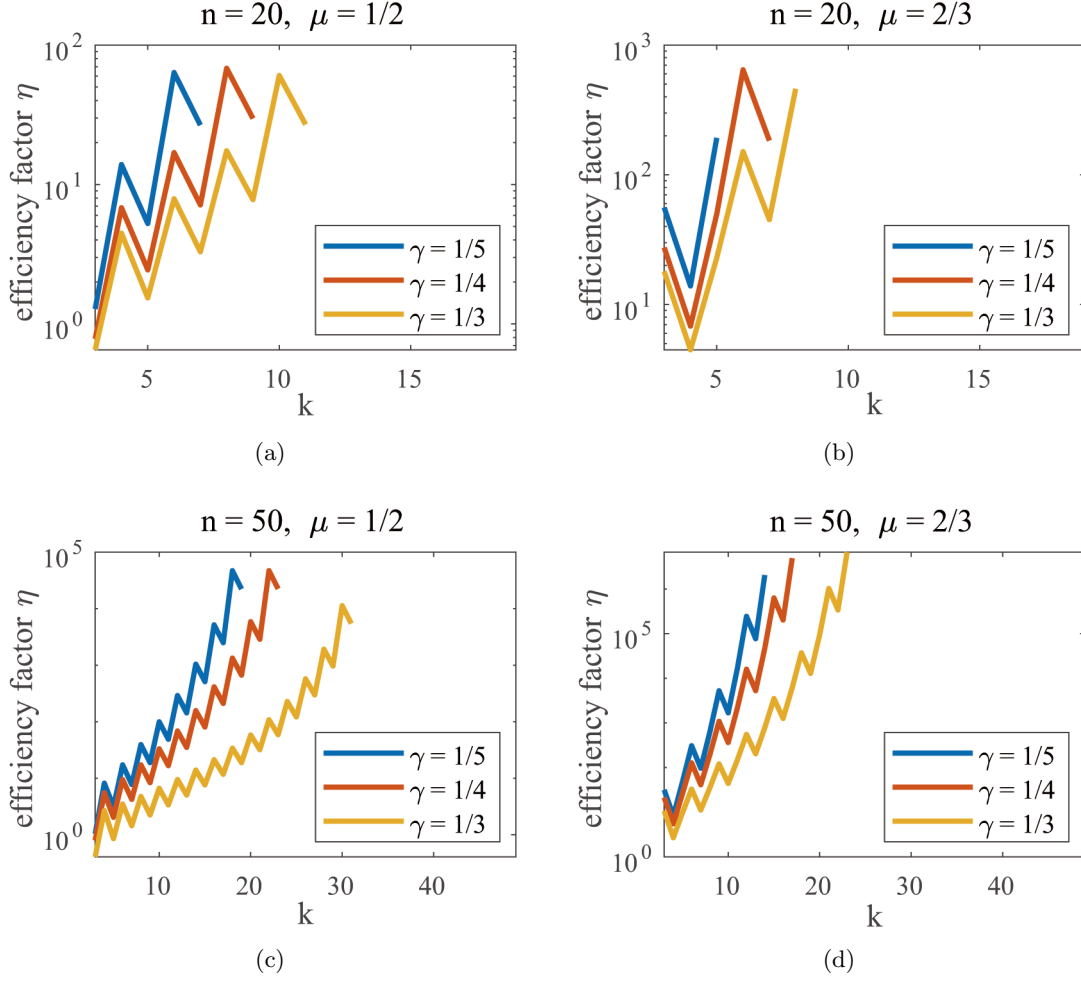 n = 20, μ = 1/2
efficiency factor η
10^2
10^1
10^0
5
10
15
k
γ = 1/5
γ = 1/4
γ = 1/3
(a)
n = 20, μ = 2/3
efficiency factor η
10^3
10^2
10^1
5
10
15
k
γ = 1/5
γ = 1/4
γ = 1/3
(b)
n = 50, μ = 1/2
efficiency factor η
10^5
10^0
10
20
30
40
k
γ = 1/5
γ = 1/4
γ = 1/3
(c)
n = 50, μ = 2/3
efficiency factor η
10^5
10^0
10
20
30
40
k
γ = 1/5
γ = 1/4
γ = 1/3
(d)